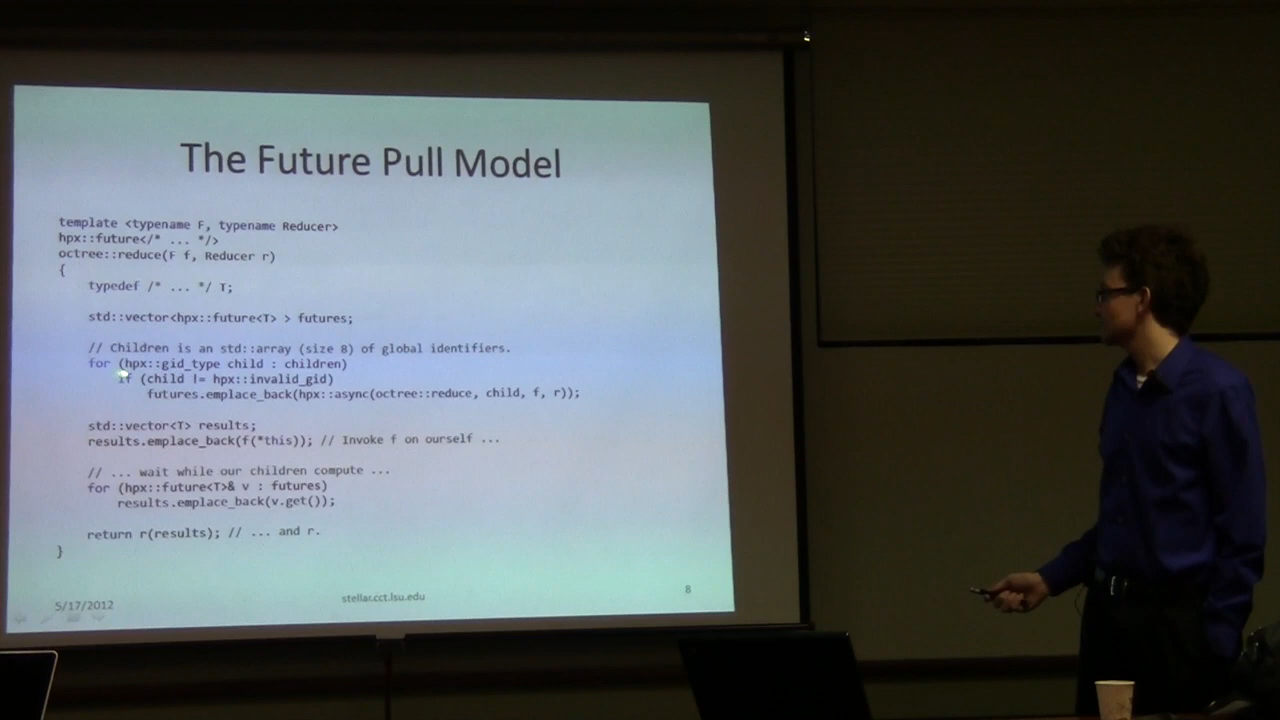 The Future Pull Model
template <typename F, typename Reducer>
hpx::future</* ... */>
octree::reduce(F f, Reducer r)
{
typedef /* ... */ T;
std::vector<hpx::future<T> > futures;
// Children is an std::array (size 8) of global identifiers.
for (hpx::gid_type child : children)
if (child != hpx::invalid_gid)
futures.emplace_back(hpx::async(octree::reduce, child, f, r));
std::vector<T> results;
results.emplace_back(f(*this)); // Invoke f on ourself ...
// ... wait while our children compute ...
for (hpx::future<T>& v : futures)
results.emplace_back(v.get());
return r(results); // ... and r.
}
5/17/2012
stellar.cct.lsu.edu
8